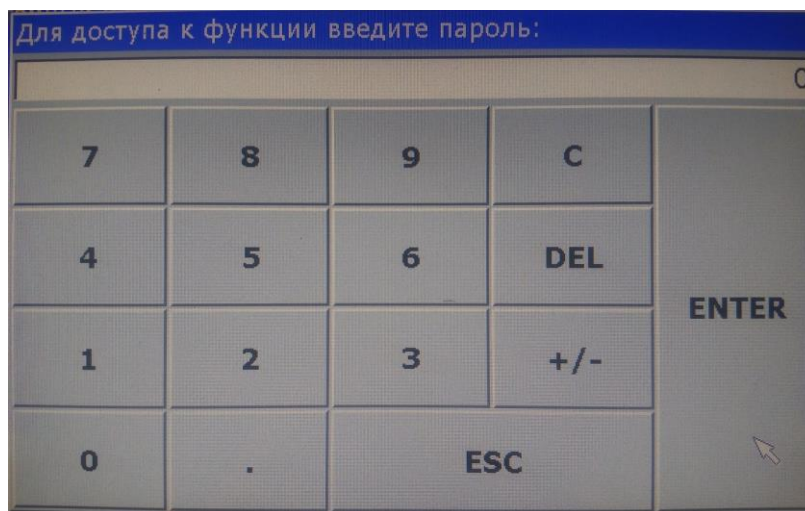 Для доступа к функции введите пароль:
0
7 8 9 C
4 5 6 DEL
ENTER
1 2 3 +/-
0 . ESC